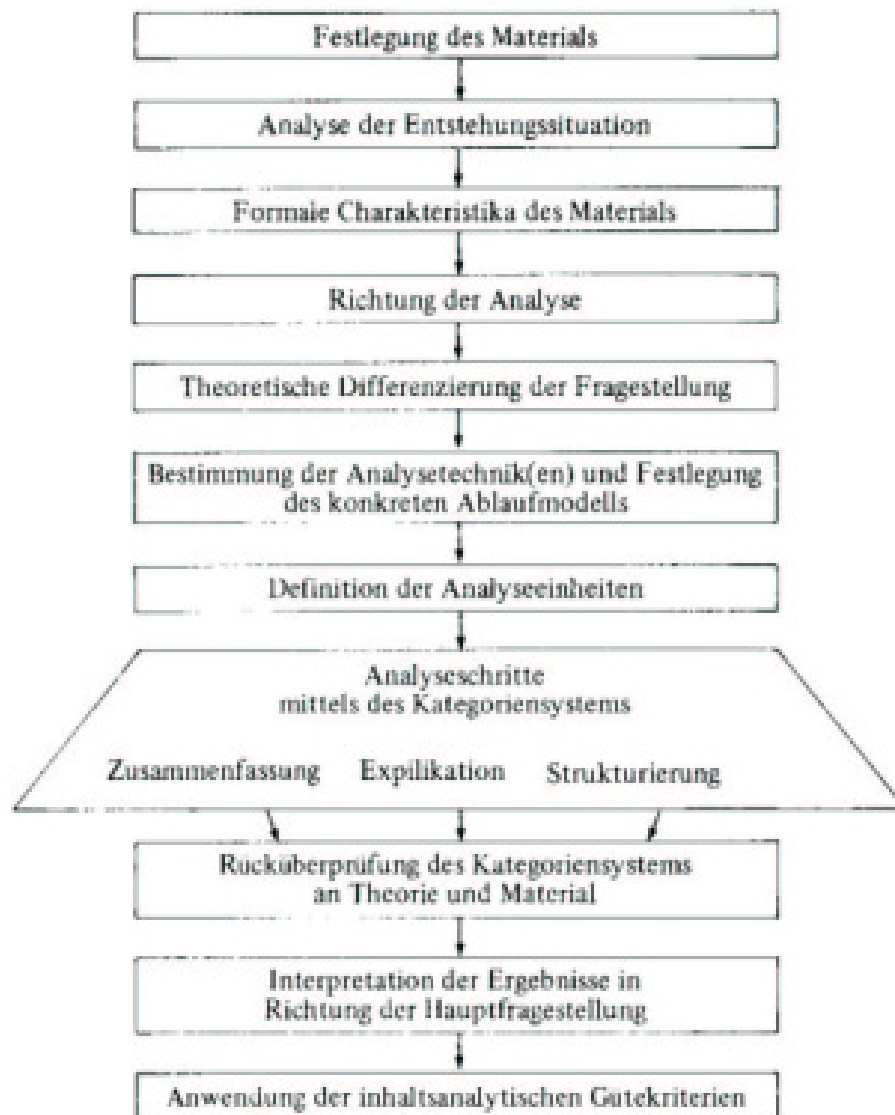 Festlegung des Materials
Analyse der Entstehungssituation
Formaie Charakteristika des Materials
Richtung der Analyse
Theoretische Differenzierung der Fragestellung
Bestimmung der Analysetechnik(en) und Festlegung
des konkreten Ablaufmodells
Definition der Analyseeinheiten
Analyseschritte
mittels des Kategoriensystems
Zusammenfassung Expilikation Strukturierung
Rücküberprüfung des Kategoriensystems
an Theorie und Material
Interpretation der Ergebnisse in
Richtung der Hauptfragestellung
Anwendung der inhaltsanalytischen Gütekriterien